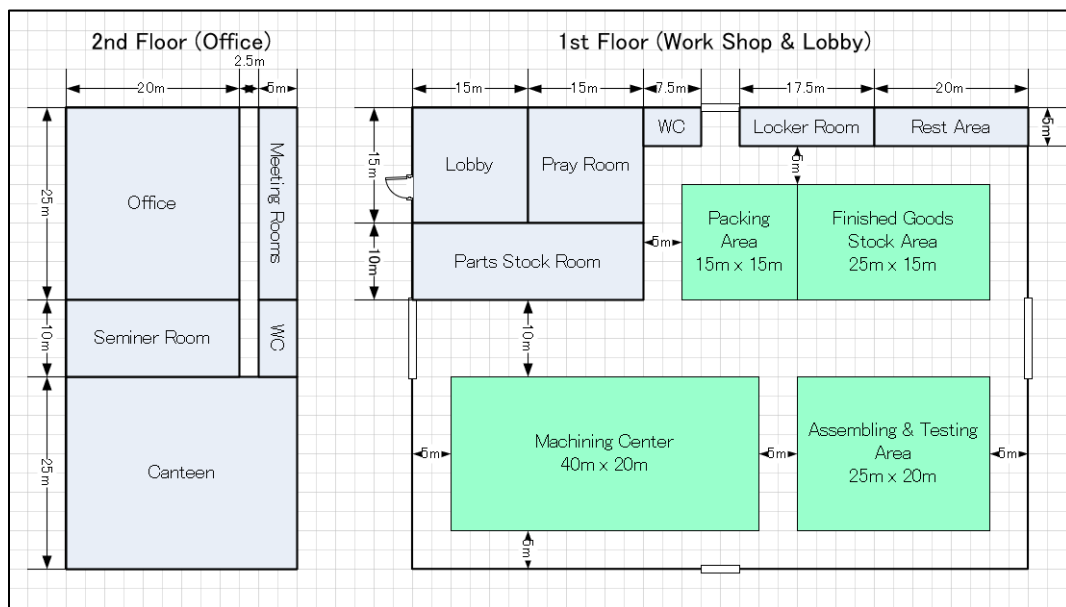 2nd Floor (Office)
2.5m
20m
5m
25m
Office
Meeting Rooms
10m
Seminer Room
WC
25m
Canteen
1st Floor (Work Shop & Lobby)
15m
15m
7.5m
17.5m
20m
15m
Lobby
Pray Room
WC
Locker Room
Rest Area
5m
5m
10m
Parts Stock Room
5m
Packing
Area
15m x 15m
Finished Goods
Stock Area
25m x 15m
10m
5m
Machining Center
40m x 20m
5m
Assembling & Testing
Area
25m x 20m
5m
5m